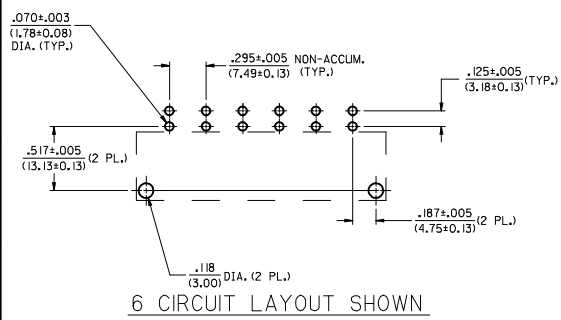 .070±.003
(1.78±0.08)
DIA. (TYP.)
.295±.005 NON-ACCUM.
(7.49±0.13) (TYP.)
.125±.005 (TYP.)
(3.18±0.13)
.517±.005 (2 PL.)
(13.13±0.13)
.187±.005 (2 PL.)
(4.75±0.13)
.118 DIA. (2 PL.)
(3.00)
6 CIRCUIT LAYOUT SHOWN